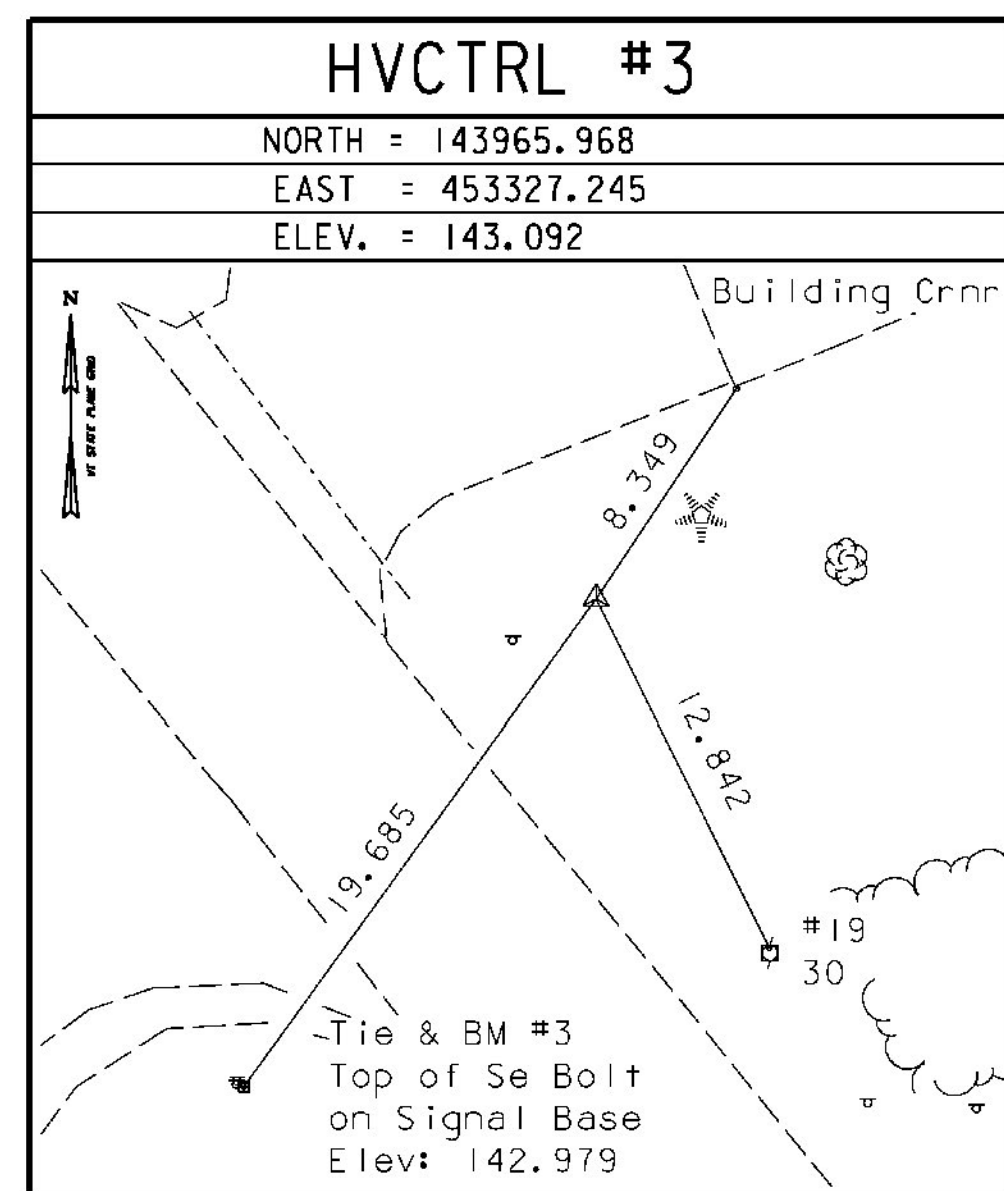 HVCTRL #3
NORTH = 143965.968
EAST = 453327.245
ELEV. = 143.092
Building Crnr
N
VT STATE PLANE GRID
8.349
12.842
19.685
#19
30
Tie & BM #3
Top of Se Bolt
on Signal Base
Elev: 142.979